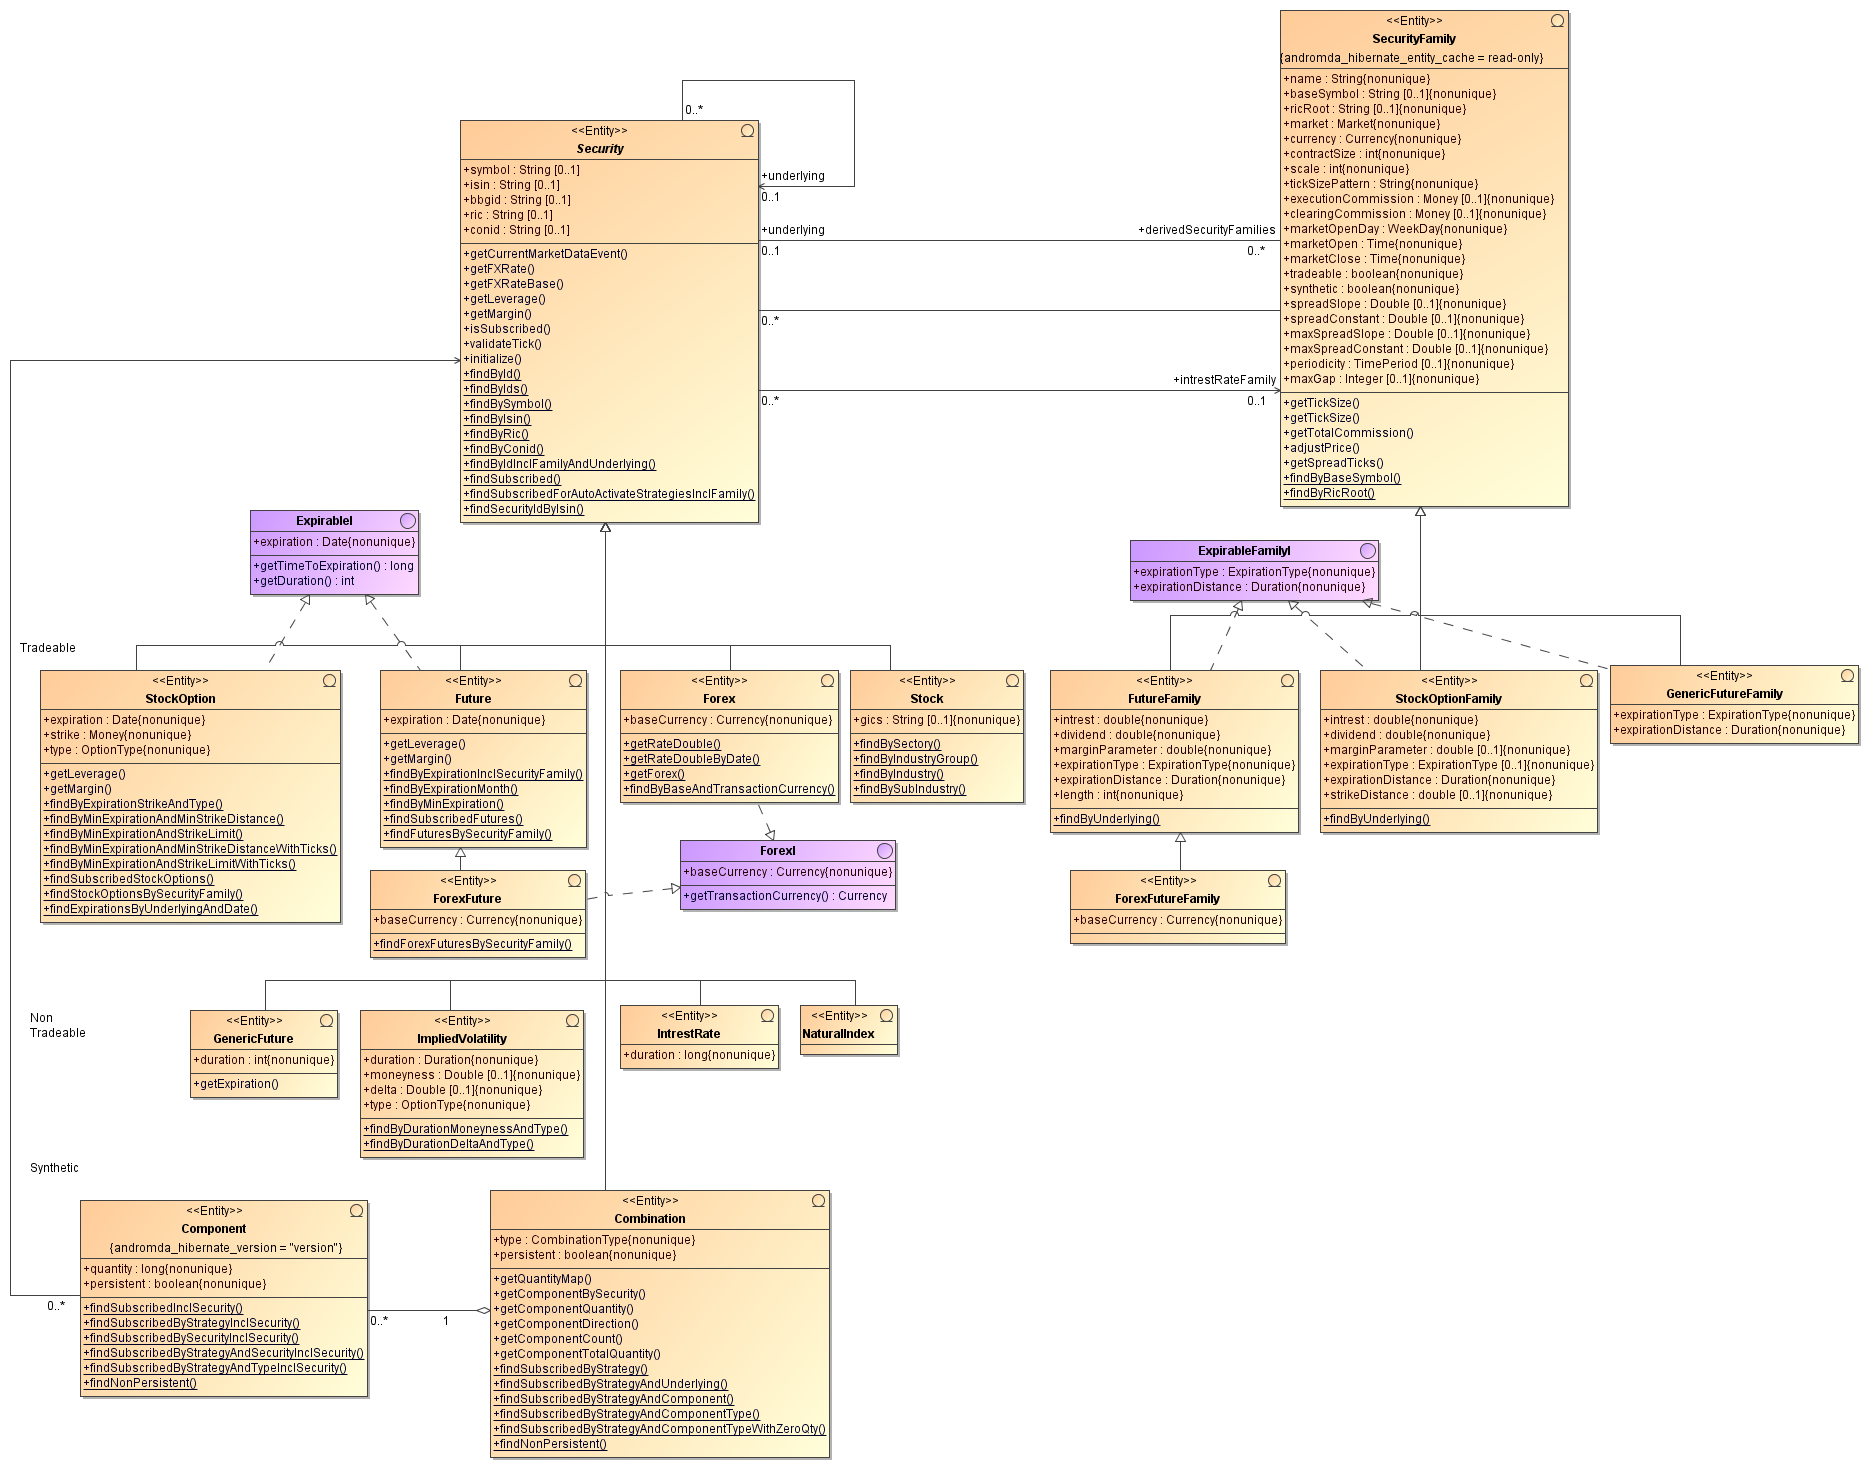 <<Entity>>
SecurityFamily
{andromda_hibernate_entity_cache = read-only}
+name : String{nonunique}
+baseSymbol : String [0..1]{nonunique}
+ricRoot : String [0..1]{nonunique}
+market : Market{nonunique}
+currency : Currency{nonunique}
+contractSize : int{nonunique}
+scale : int{nonunique}
+tickSizePattern : String{nonunique}
+executionCommission : Money [0..1]{nonunique}
+clearingCommission : Money [0..1]{nonunique}
+marketOpenDay : WeekDay{nonunique}
+marketOpen : Time{nonunique}
+marketClose : Time{nonunique}
+tradeable : boolean{nonunique}
+synthetic : boolean{nonunique}
+spreadSlope : Double [0..1]{nonunique}
+spreadConstant : Double [0..1]{nonunique}
+maxSpreadSlope : Double [0..1]{nonunique}
+maxSpreadConstant : Double [0..1]{nonunique}
+periodicity : TimePeriod [0..1]{nonunique}
+maxGap : Integer [0..1]{nonunique}
+getTickSize()
+getTickSize()
+getTotalCommission()
+adjustPrice()
+getSpreadTicks()
+findByBaseSymbol()
+findByRicRoot()
0..*
+underlying
0..1
+underlying
0..1
+derivedSecurityFamilies
0..*
0..*
+intrestRateFamily
0..*
0..1
<<Entity>>
Security
+symbol : String [0..1]
+isin : String [0..1]
+bbgid : String [0..1]
+ric : String [0..1]
+conid : String [0..1]
+getCurrentMarketDataEvent()
+getFXRate()
+getFXRateBase()
+getLeverage()
+getMargin()
+isSubscribed()
+validateTick()
+initialize()
+findById()
+findByIds()
+findBySymbol()
+findByIsin()
+findByRic()
+findByConid()
+findByIdInclFamilyAndUnderlying()
+findSubscribed()
+findSubscribedForAutoActivateStrategiesInclFamily()
+findSecurityIdByIsin()
ExpirableI
+expiration : Date{nonunique}
+getTimeToExpiration() : long
+getDuration() : int
ExpirableFamilyI
+expirationType : ExpirationType{nonunique}
+expirationDistance : Duration{nonunique}
Tradeable
<<Entity>>
StockOption
+expiration : Date{nonunique}
+strike : Money{nonunique}
+type : OptionType{nonunique}
+getLeverage()
+getMargin()
+findByExpirationStrikeAndType()
+findByMinExpirationAndMinStrikeDistance()
+findByMinExpirationAndStrikeLimit()
+findByMinExpirationAndMinStrikeDistanceWithTicks()
+findByMinExpirationAndStrikeLimitWithTicks()
+findSubscribedStockOptions()
+findStockOptionsBySecurityFamily()
+findExpirationsByUnderlyingAndDate()
<<Entity>>
Future
+expiration : Date{nonunique}
+getLeverage()
+getMargin()
+findByExpirationInclSecurityFamily()
+findByExpirationMonth()
+findByMinExpiration()
+findSubscribedFutures()
+findFuturesBySecurityFamily()
<<Entity>>
Forex
+baseCurrency : Currency{nonunique}
+getRateDouble()
+getRateDoubleByDate()
+getForex()
+findByBaseAndTransactionCurrency()
<<Entity>>
Stock
+gics : String [0..1]{nonunique}
+findBySectory()
+findByIndustryGroup()
+findByIndustry()
+findBySubIndustry()
<<Entity>>
FutureFamily
+intrest : double{nonunique}
+dividend : double{nonunique}
+marginParameter : double{nonunique}
+expirationType : ExpirationType{nonunique}
+expirationDistance : Duration{nonunique}
+length : int{nonunique}
+findByUnderlying()
<<Entity>>
StockOptionFamily
+intrest : double{nonunique}
+dividend : double{nonunique}
+marginParameter : double [0..1]{nonunique}
+expirationType : ExpirationType [0..1]{nonunique}
+expirationDistance : Duration{nonunique}
+strikeDistance : double [0..1]{nonunique}
+findByUnderlying()
<<Entity>>
GenericFutureFamily
+expirationType : ExpirationType{nonunique}
+expirationDistance : Duration{nonunique}
<<Entity>>
ForexFuture
+baseCurrency : Currency{nonunique}
+findForexFuturesBySecurityFamily()
ForexI
+baseCurrency : Currency{nonunique}
+getTransactionCurrency() : Currency
<<Entity>>
ForexFutureFamily
+baseCurrency : Currency{nonunique}
Non
Tradeable
<<Entity>>
GenericFuture
+duration : int{nonunique}
+getExpiration()
<<Entity>>
ImpliedVolatility
+duration : Duration{nonunique}
+moneyness : Double [0..1]{nonunique}
+delta : Double [0..1]{nonunique}
+type : OptionType{nonunique}
+findByDurationMoneynessAndType()
+findByDurationDeltaAndType()
<<Entity>>
IntrestRate
+duration : long{nonunique}
<<Entity>>
NaturalIndex
Synthetic
<<Entity>>
Component
{andromda_hibernate_version = "version"}
+quantity : long{nonunique}
+persistent : boolean{nonunique}
+findSubscribedInclSecurity()
+findSubscribedByStrategyInclSecurity()
+findSubscribedBySecurityInclSecurity()
+findSubscribedByStrategyAndSecurityInclSecurity()
+findSubscribedByStrategyAndTypeInclSecurity()
+findNonPersistent()
0..*
0..*
1
<<Entity>>
Combination
+type : CombinationType{nonunique}
+persistent : boolean{nonunique}
+getQuantityMap()
+getComponentBySecurity()
+getComponentQuantity()
+getComponentDirection()
+getComponentCount()
+getComponentTotalQuantity()
+findSubscribedByStrategy()
+findSubscribedByStrategyAndUnderlying()
+findSubscribedByStrategyAndComponent()
+findSubscribedByStrategyAndComponentType()
+findSubscribedByStrategyAndComponentTypeWithZeroQty()
+findNonPersistent()